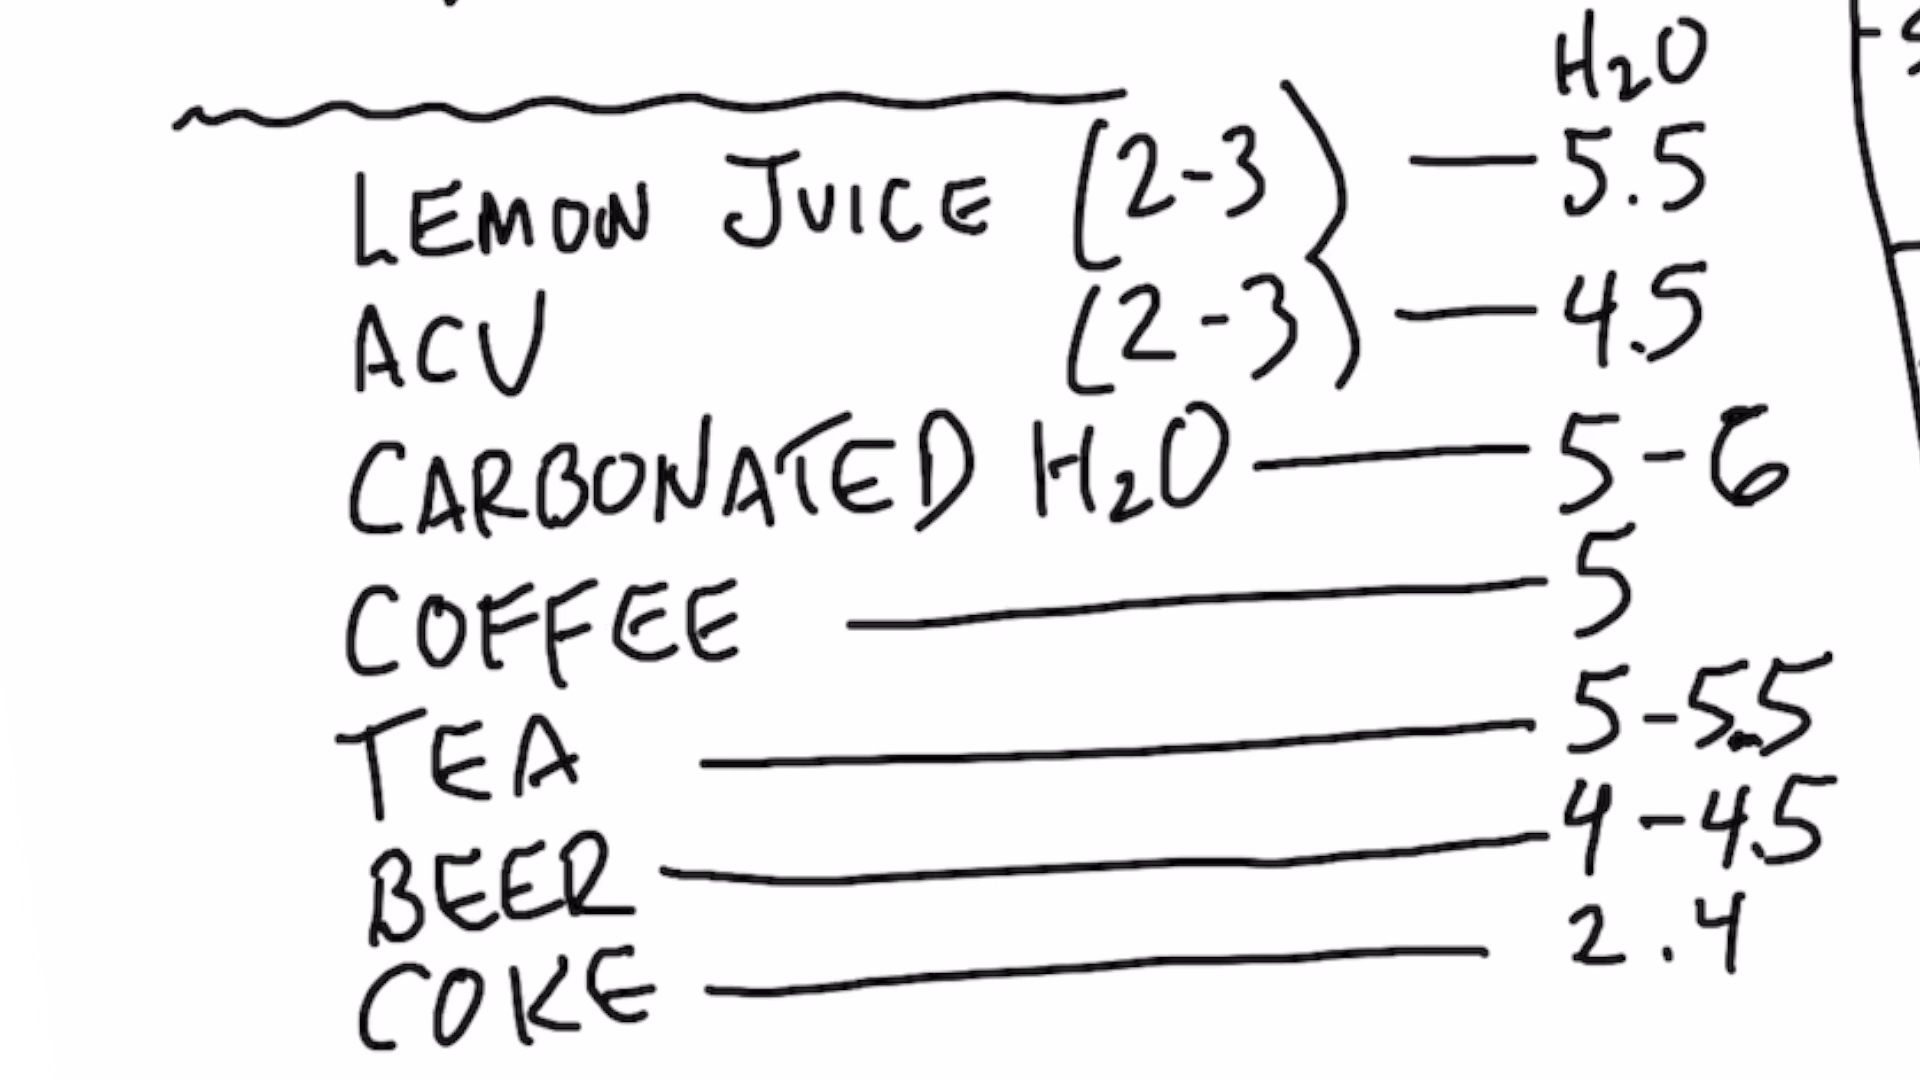 H₂O
LEMON JUICE (2-3 — 5.5
ACV (2-3 — 4.5
CARBONATED H₂O — 5-6
COFFEE — 5
TEA — 5-5.5
BEER — 4-4.5
COKE — 2.4